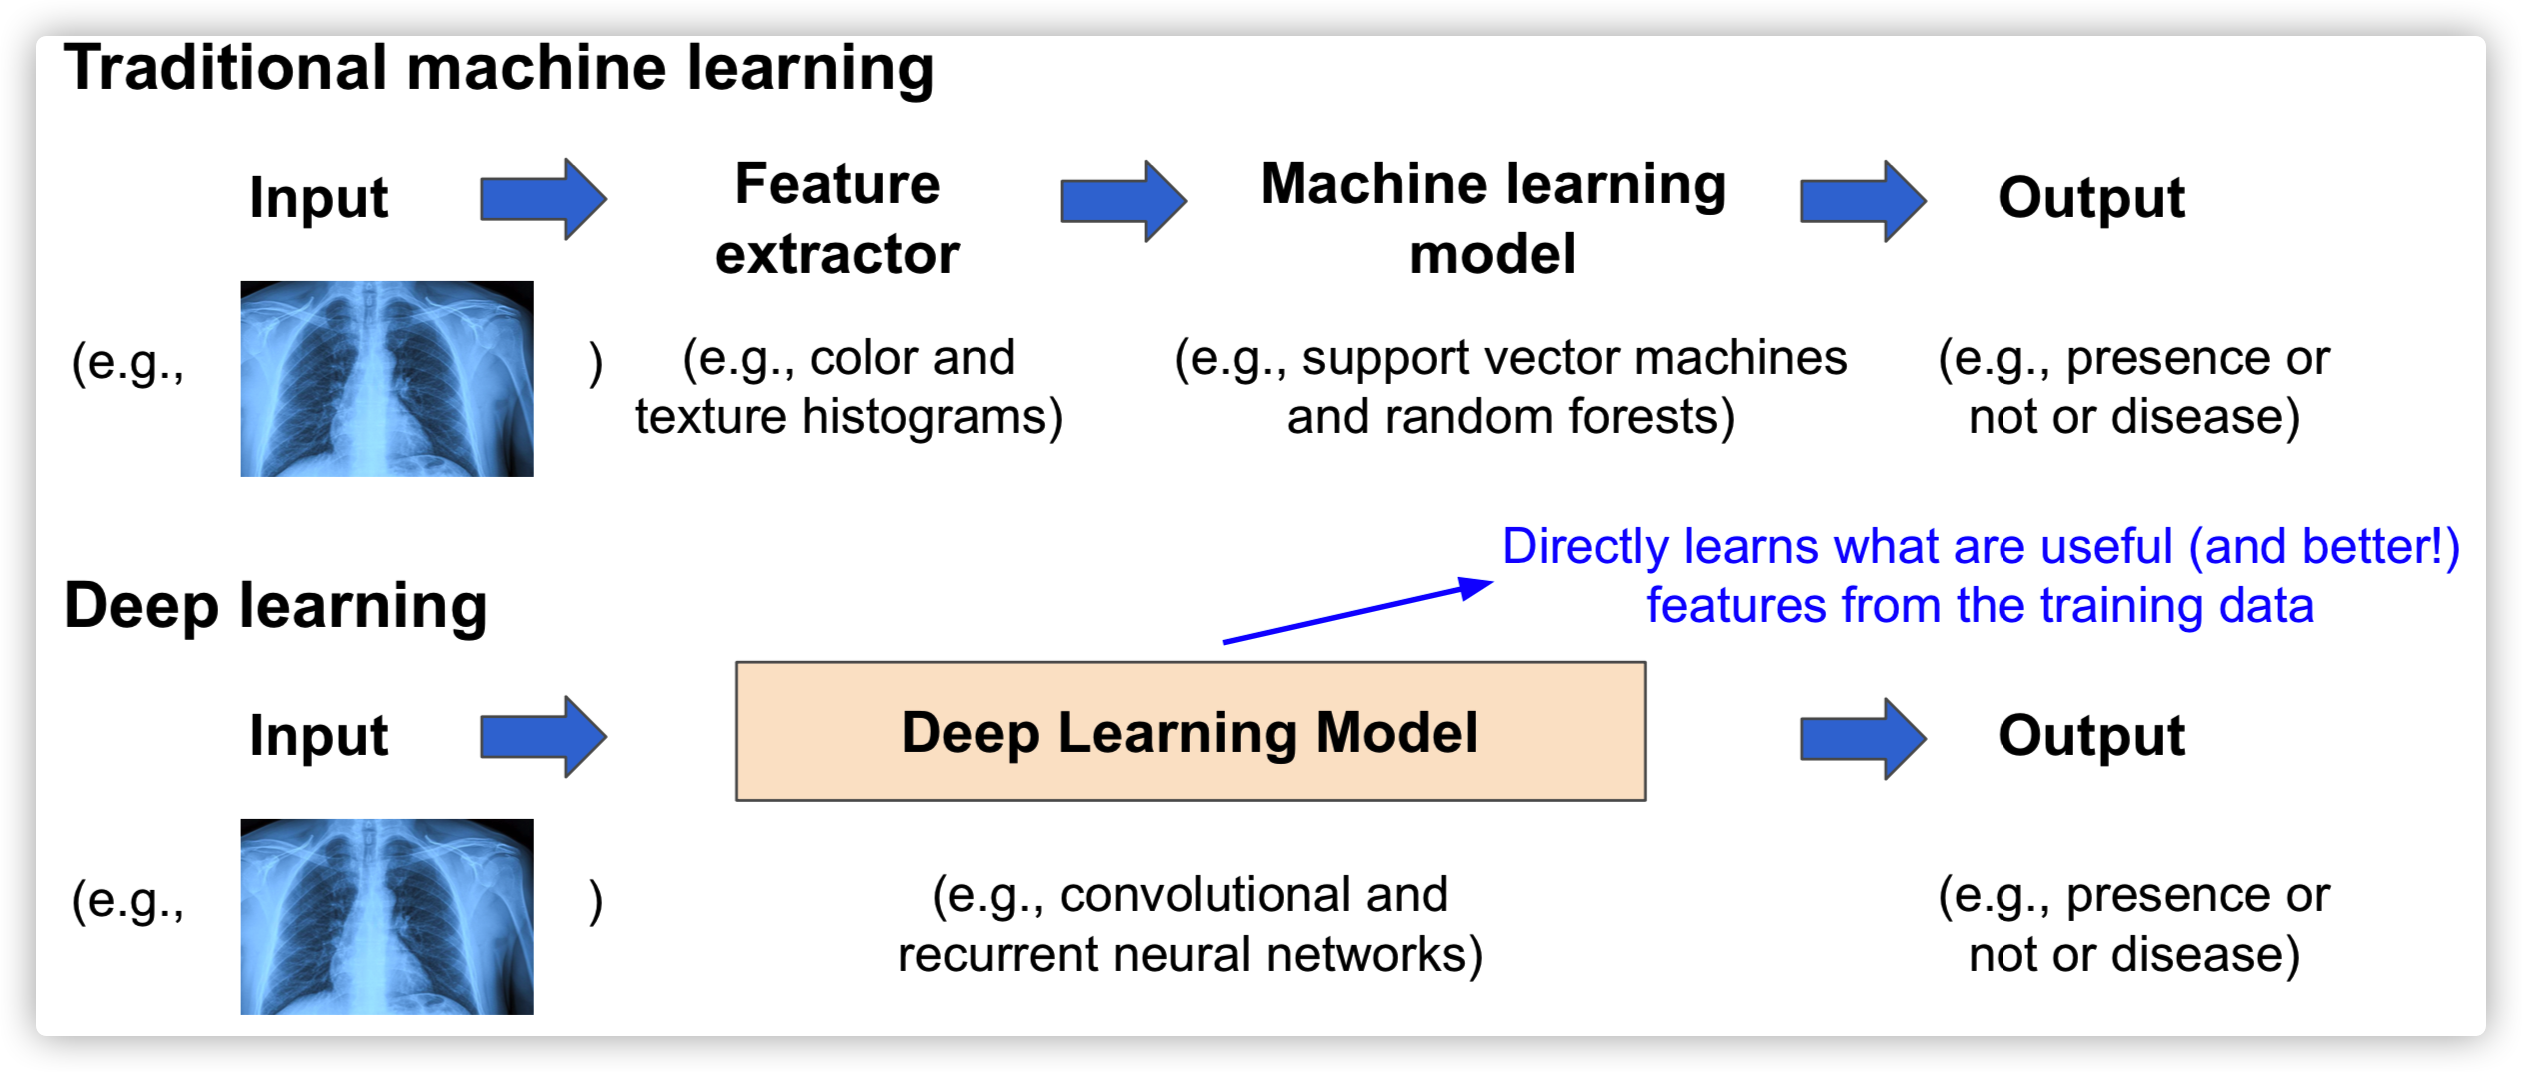 Traditional machine learning
Input
Feature
extractor
Machine learning
model
Output
(e.g., )
(e.g., color and
texture histograms)
(e.g., support vector machines
and random forests)
(e.g., presence or
not or disease)
Directly learns what are useful (and better!)
features from the training data
Deep learning
Input
Deep Learning Model
Output
(e.g., )
(e.g., convolutional and
recurrent neural networks)
(e.g., presence or
not or disease)